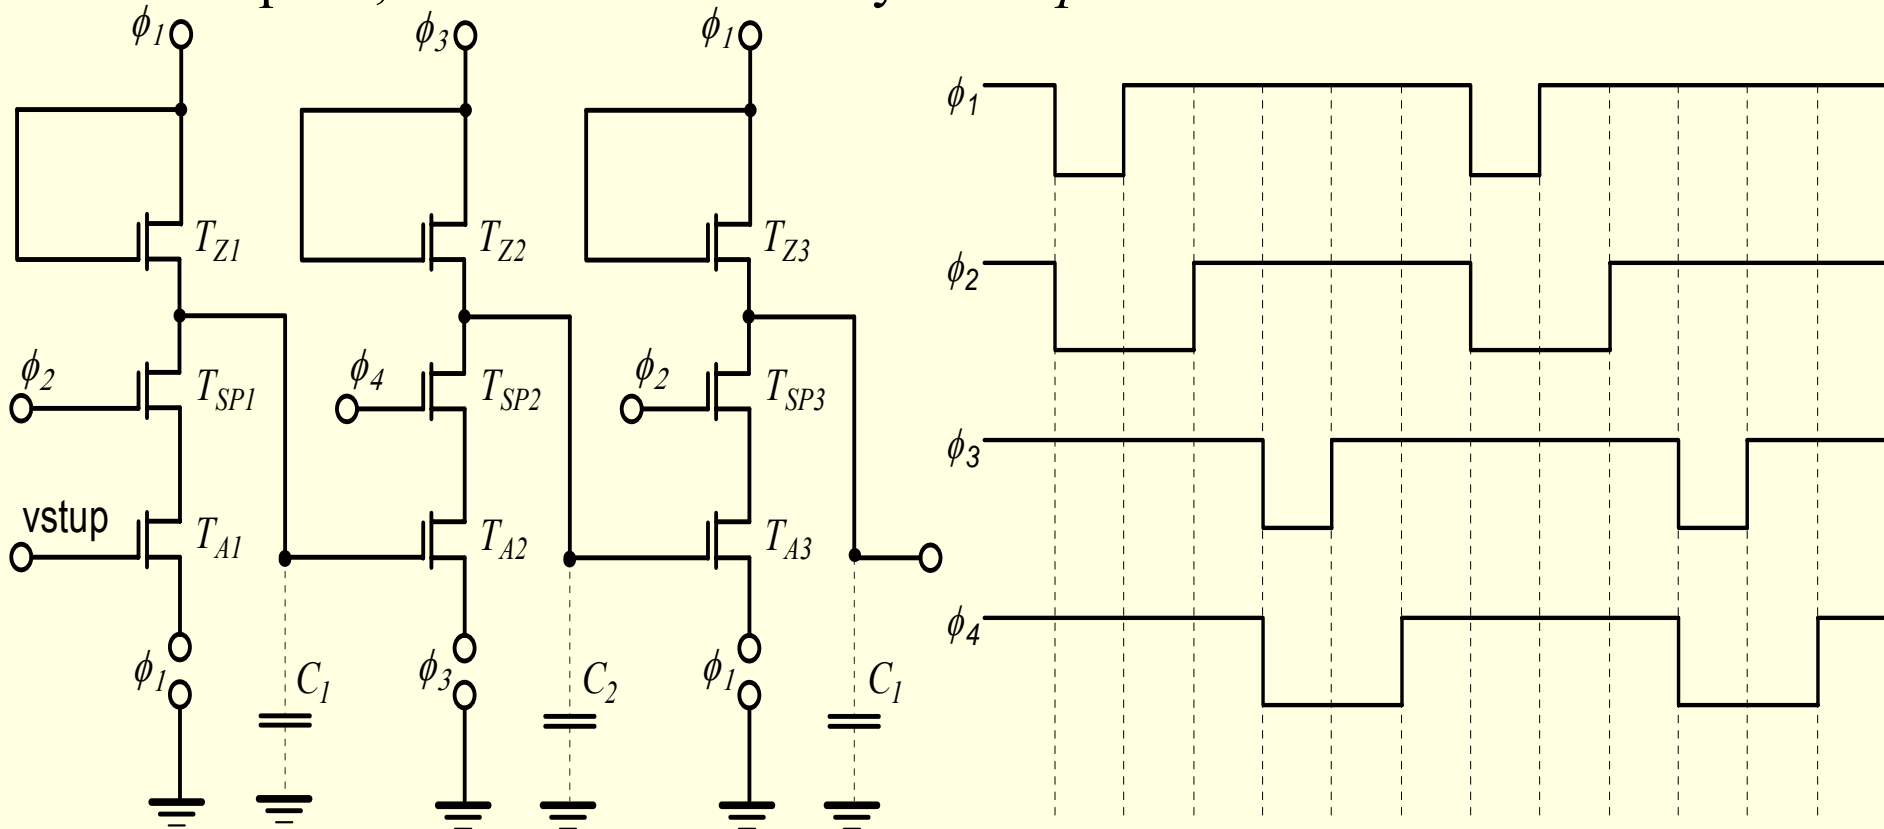 ϕ1 ϕ3 ϕ1
TZ1 TZ2 TZ3
ϕ2 TSP1 ϕ4 TSP2 ϕ2 TSP3
vstup TA1 TA2 TA3
ϕ1 C1 ϕ3 C2 ϕ1 C1
ϕ1
ϕ2
ϕ3
ϕ4